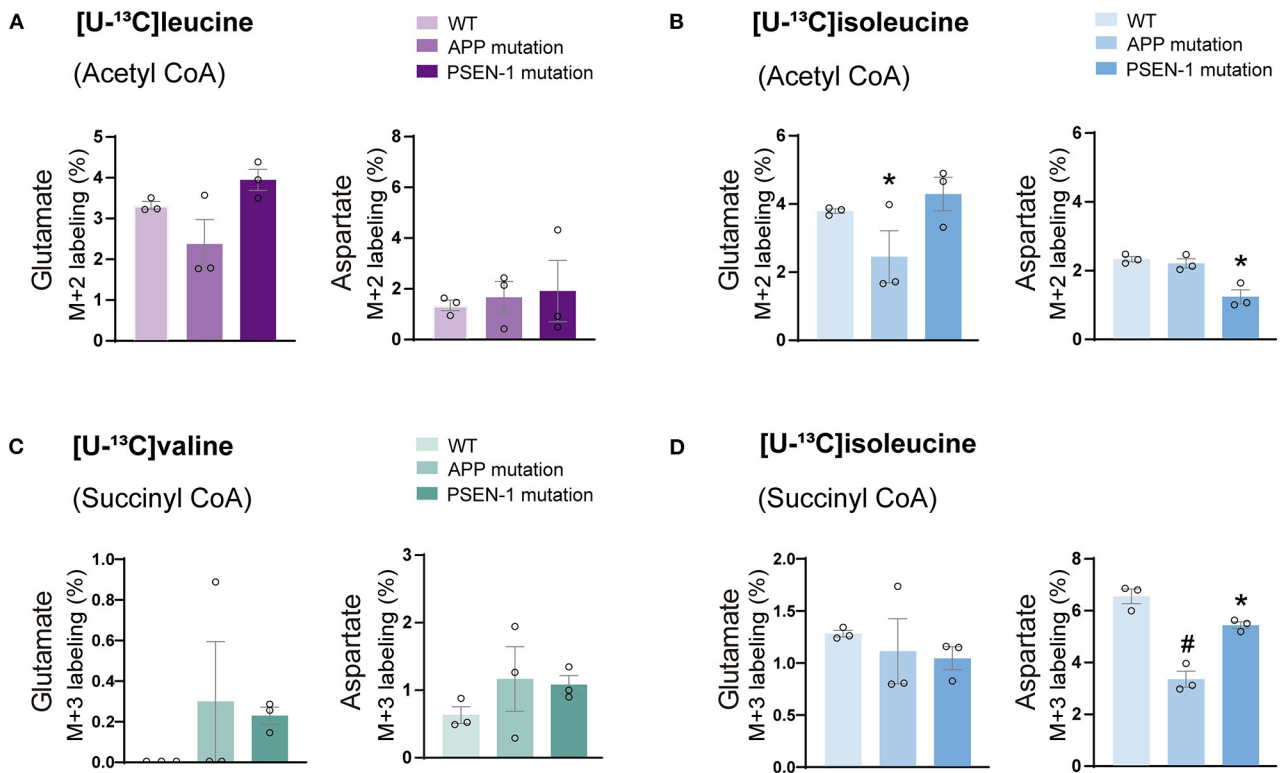 A
[U-¹³C]leucine
(Acetyl CoA)
WT
APP mutation
PSEN-1 mutation
Glutamate
M+2 labeling (%)
5
4
3
2
1
0
Aspartate
M+2 labeling (%)
8
6
4
2
0
B
[U-¹³C]isoleucine
(Acetyl CoA)
WT
APP mutation
PSEN-1 mutation
Glutamate
M+2 labeling (%)
6
4
2
0
*
Aspartate
M+2 labeling (%)
6
4
2
0
*
C
[U-¹³C]valine
(Succinyl CoA)
WT
APP mutation
PSEN-1 mutation
Glutamate
M+3 labeling (%)
1.0
0.8
0.6
0.4
0.2
0.0
Aspartate
M+3 labeling (%)
3
2
1
0
D
[U-¹³C]isoleucine
(Succinyl CoA)
Glutamate
M+3 labeling (%)
2.0
1.5
1.0
0.5
0.0
Aspartate
M+3 labeling (%)
8
6
4
2
0
#
*